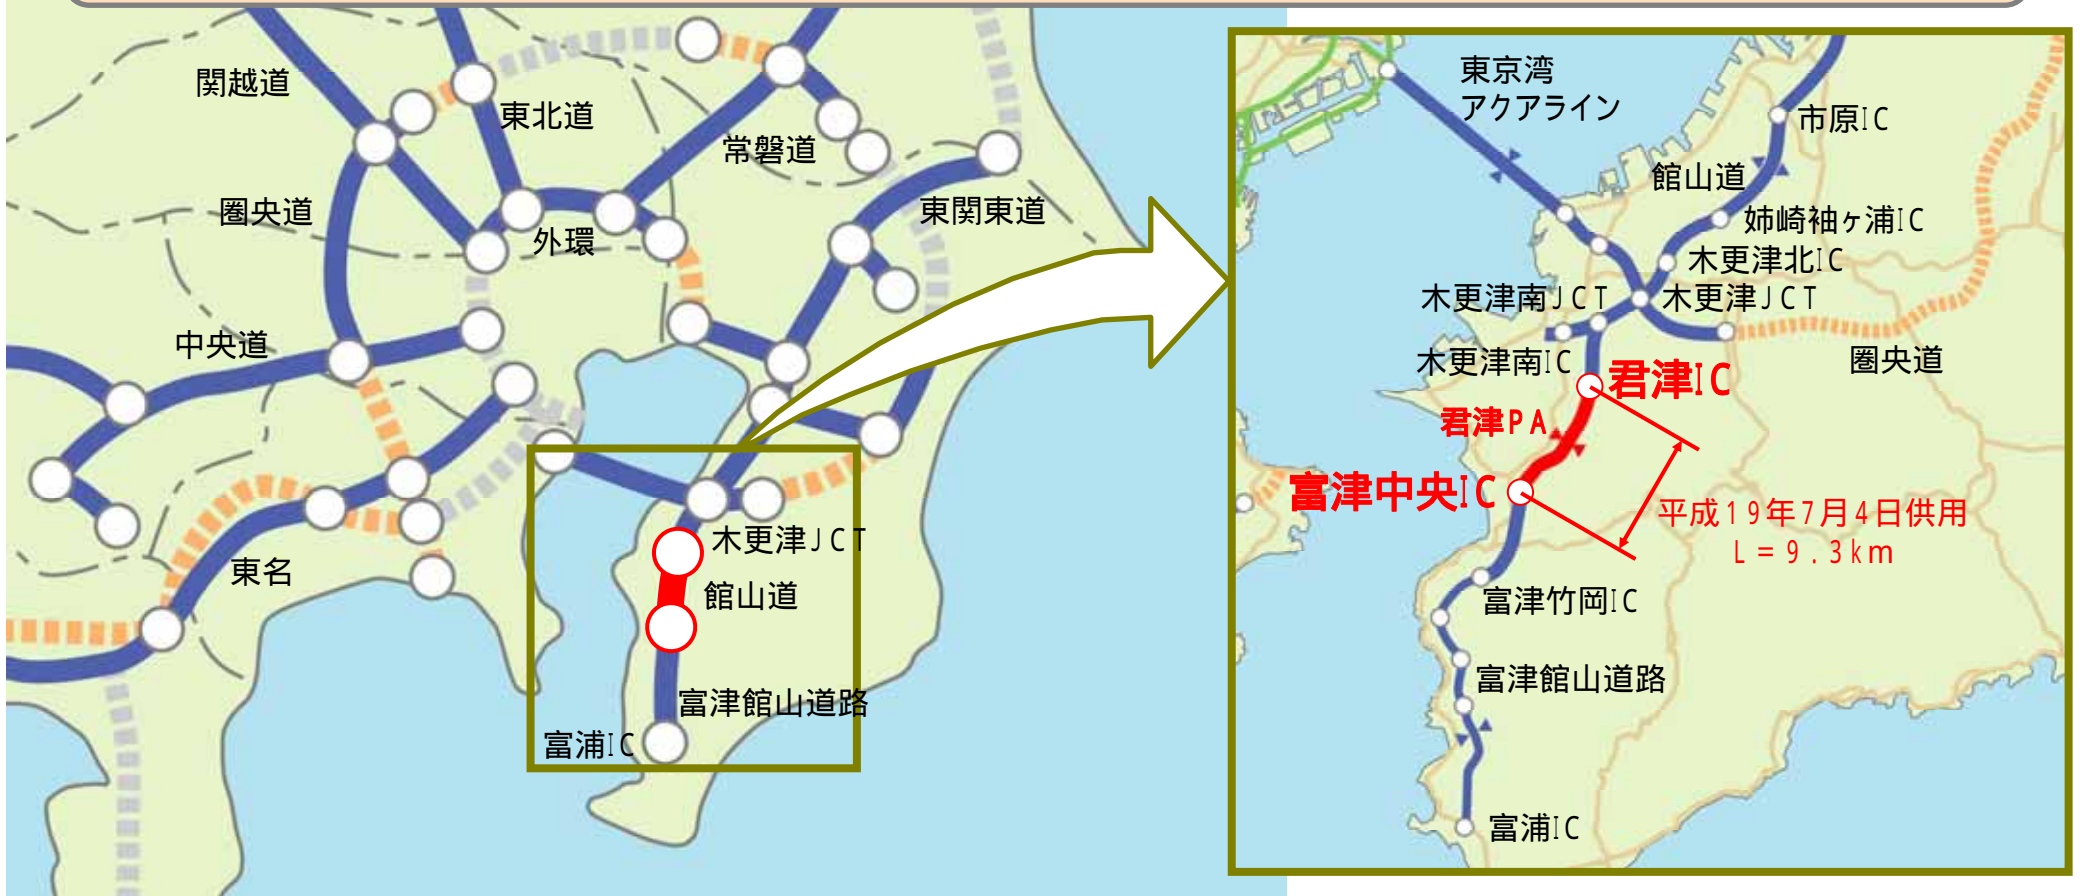 関越道
東北道
常磐道
圏央道
東関東道
外環
中央道
木更津JCT
東名
館山道
富津館山道路
富浦IC
東京湾
アクアライン
市原IC
館山道
姉崎袖ヶ浦IC
木更津北IC
木更津南JCT
木更津JCT
木更津南IC
圏央道
君津IC
君津PA
富津中央IC
平成19年7月4日供用
L=9.3km
富津竹岡IC
富津館山道路
富浦IC